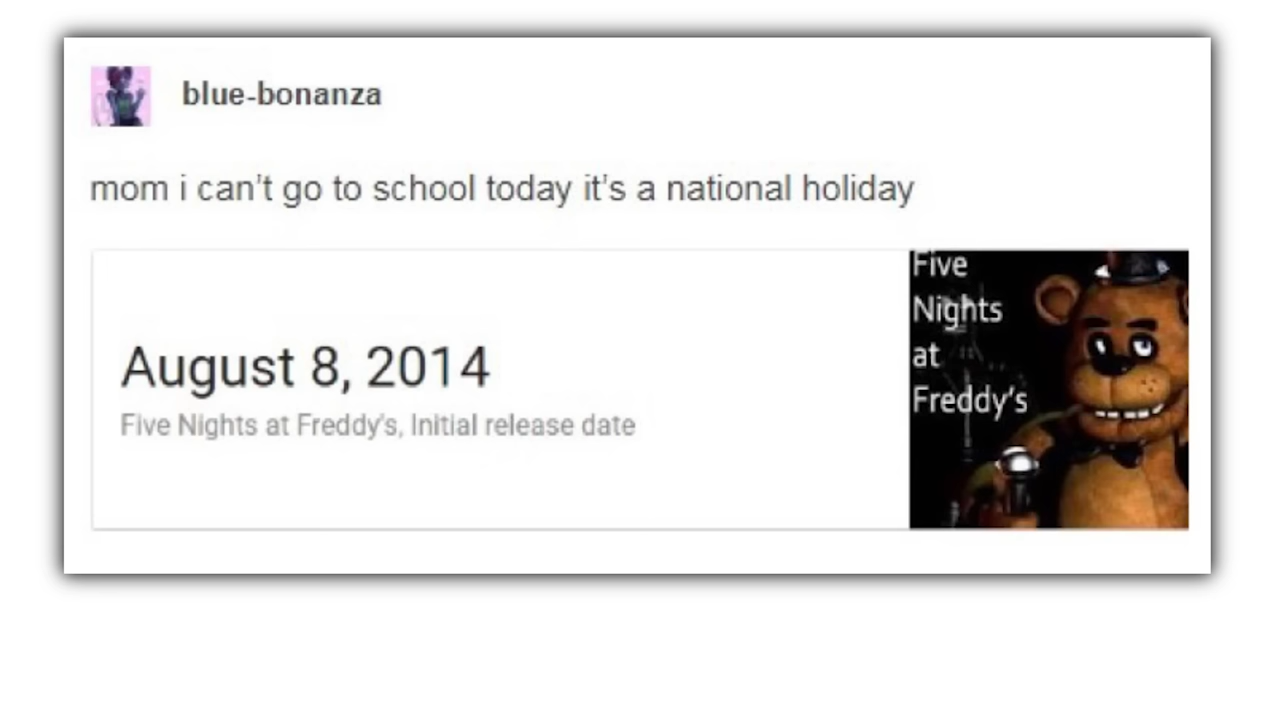 blue-bonanza
mom i can't go to school today it's a national holiday
Five
Nights
at
Freddy's
August 8, 2014
Five Nights at Freddy's, Initial release date